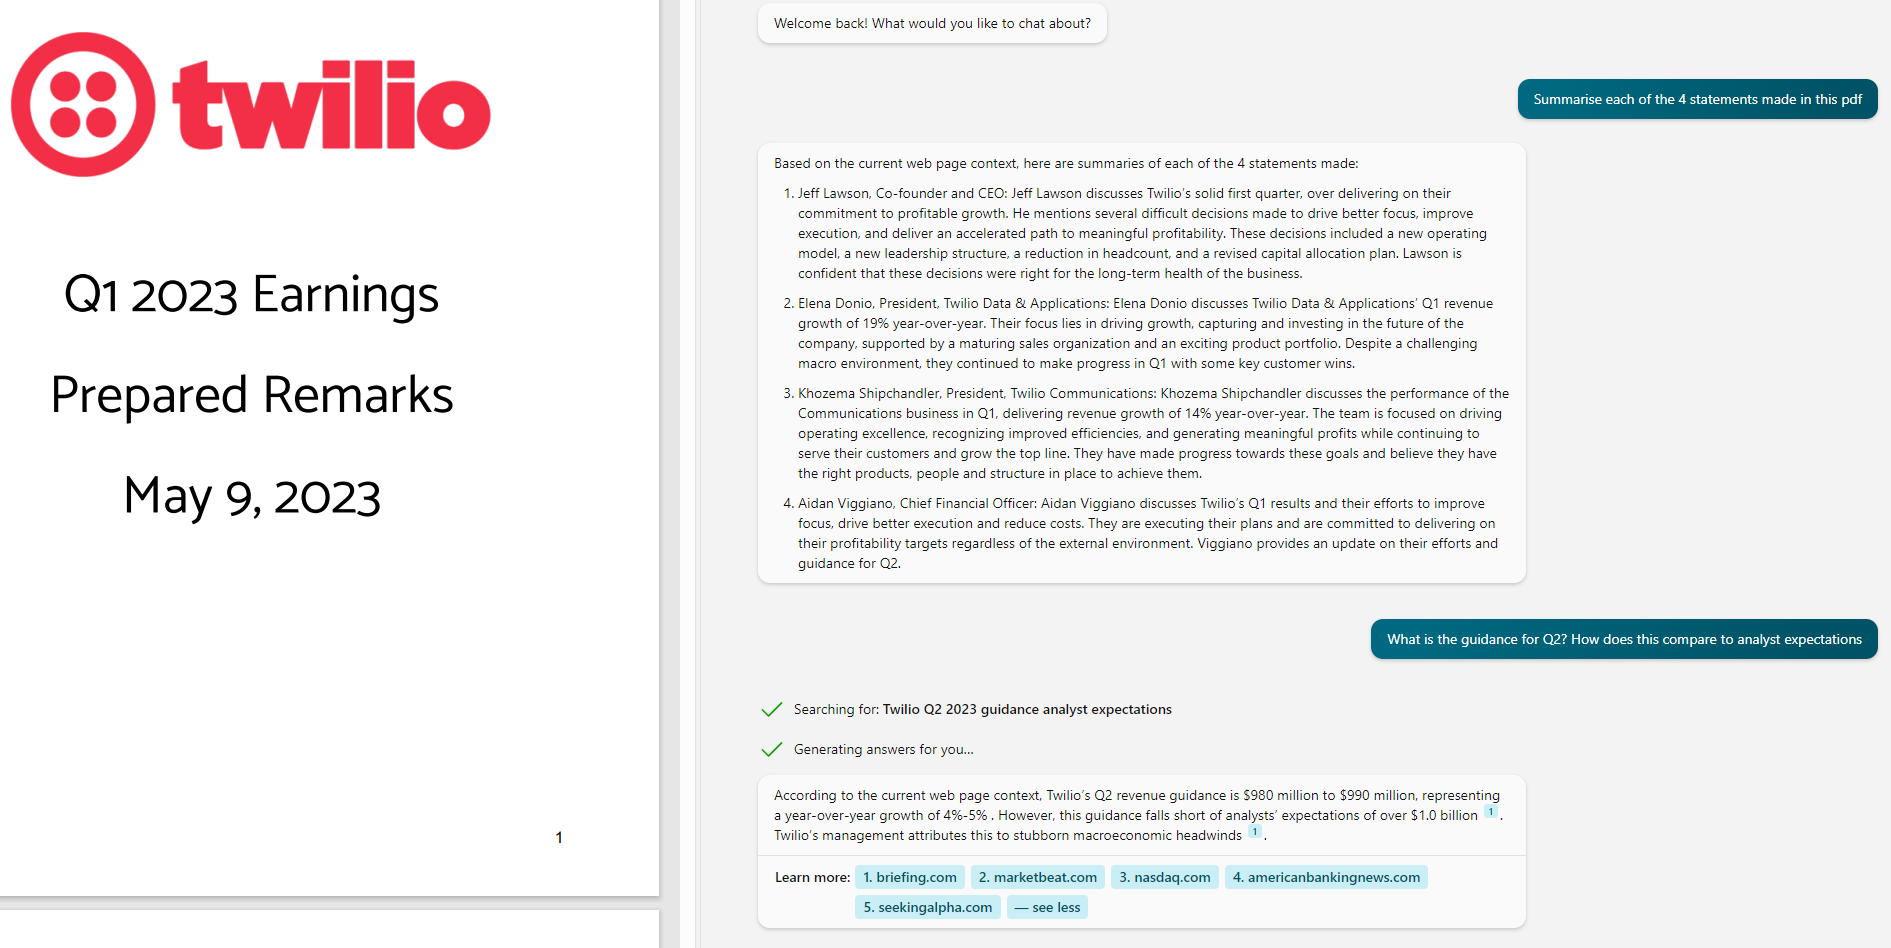 twilio
Q1 2023 Earnings
Prepared Remarks
May 9, 2023
1
Welcome back! What would you like to chat about?
Summarise each of the 4 statements made in this pdf
Based on the current web page context, here are summaries of each of the 4 statements made:
1. Jeff Lawson, Co-founder and CEO: Jeff Lawson discusses Twilio's solid first quarter, over delivering on their
commitment to profitable growth. He mentions several difficult decisions made to drive better focus, improve
execution, and deliver an accelerated path to meaningful profitability. These decisions included a new operating
model, a new leadership structure, a reduction in headcount, and a revised capital allocation plan. Lawson is
confident that these decisions were right for the long-term health of the business.
2. Elena Donio, President, Twilio Data & Applications: Elena Donio discusses Twilio Data & Applications' Q1 revenue
growth of 19% year-over-year. Their focus lies in driving growth, capturing and investing in the future of the
company, supported by a maturing sales organization and an exciting product portfolio. Despite a challenging
macro environment, they continued to make progress in Q1 with some key customer wins.
3. Khozema Shipchandler, President, Twilio Communications: Khozema Shipchandler discusses the performance of the
Communications business in Q1, delivering revenue growth of 14% year-over-year. The team is focused on driving
operating excellence, recognizing improved efficiencies, and generating meaningful profits while continuing to
serve their customers and grow the top line. They have made progress towards these goals and believe they have
the right products, people and structure in place to achieve them.
4. Aidan Viggiano, Chief Financial Officer: Aidan Viggiano discusses Twilio's Q1 results and their efforts to improve
focus, drive better execution and reduce costs. They are executing their plans and are committed to delivering on
their profitability targets regardless of the external environment. Viggiano provides an update on their efforts and
guidance for Q2.
What is the guidance for Q2? How does this compare to analyst expectations
Searching for: Twilio Q2 2023 guidance analyst expectations
Generating answers for you...
According to the current web page context, Twilio's Q2 revenue guidance is $980 million to $990 million, representing
a year-over-year growth of 4%-5% . However, this guidance falls short of analysts' expectations of over $1.0 billion 1 .
Twilio's management attributes this to stubborn macroeconomic headwinds 1 .
Learn more: 1. briefing.com 2. marketbeat.com 3. nasdaq.com 4. americanbankingnews.com
5. seekingalpha.com — see less